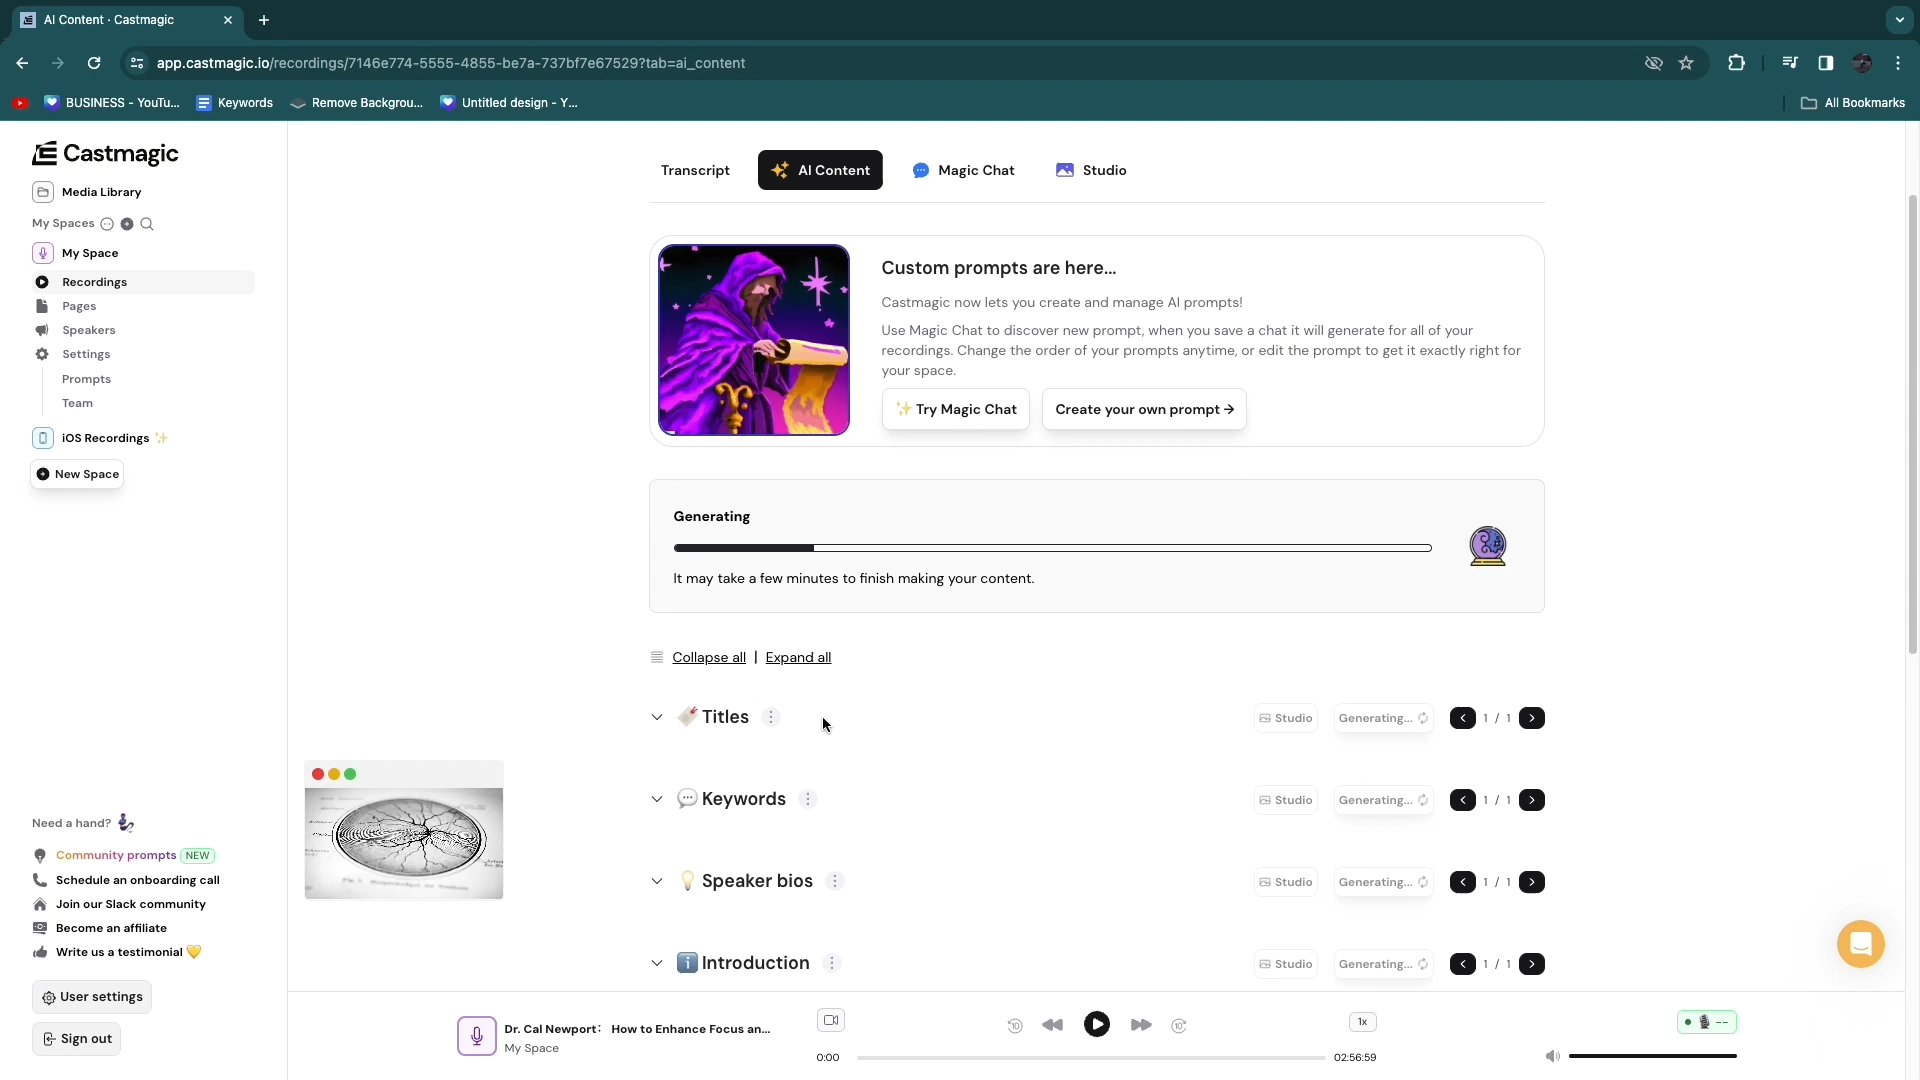 AI Content · Castmagic
app.castmagic.io/recordings/7146e774-5555-4855-be7a-737bf7e67529?tab=ai_content
BUSINESS - YouTu...
Keywords
Remove Backgrou...
Untitled design - Y...
All Bookmarks
Castmagic
Media Library
My Spaces
My Space
Recordings
Pages
Speakers
Settings
Prompts
Team
iOS Recordings ✨
New Space
Need a hand?
Community prompts NEW
Schedule an onboarding call
Join our Slack community
Become an affiliate
Write us a testimonial 💛
User settings
Sign out
Transcript
AI Content
Magic Chat
Studio
Custom prompts are here...
Castmagic now lets you create and manage AI prompts!
Use Magic Chat to discover new prompt, when you save a chat it will generate for all of your
recordings. Change the order of your prompts anytime, or edit the prompt to get it exactly right for
your space.
✨ Try Magic Chat
Create your own prompt →
Generating
It may take a few minutes to finish making your content.
Collapse all | Expand all
Titles
Studio Generating... 1 / 1
Keywords
Studio Generating... 1 / 1
Speaker bios
Studio Generating... 1 / 1
Introduction
Studio Generating... 1 / 1
Dr. Cal Newport: How to Enhance Focus an...
My Space
10
10
1x
0:00
02:56:59
--